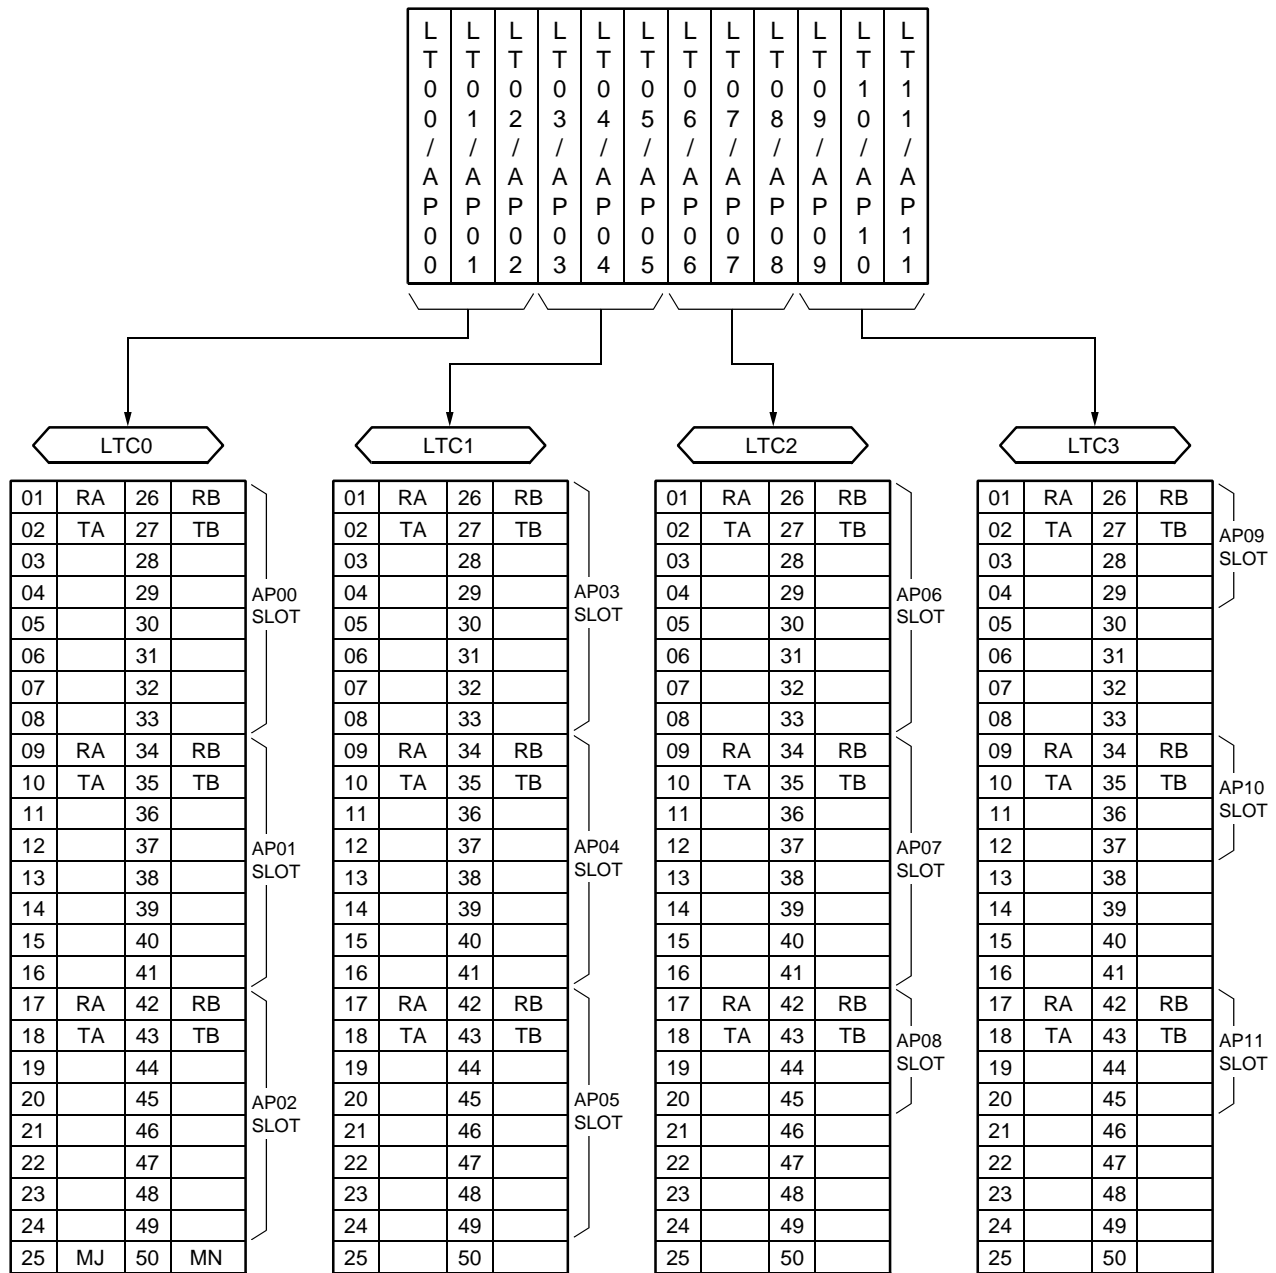 LT00/AP00 LT01/AP01 LT02/AP02 LT03/AP03 LT04/AP04 LT05/AP05 LT06/AP06 LT07/AP07 LT08/AP08 LT09/AP09 LT10/AP10 LT11/AP11
LTC0 LTC1 LTC2 LTC3
01 RA 26 RB 01 RA 26 RB 01 RA 26 RB 01 RA 26 RB
02 TA 27 TB 02 TA 27 TB 02 TA 27 TB 02 TA 27 TB AP09
03 28 03 28 03 28 03 28 SLOT
04 29 AP00 04 29 AP03 04 29 AP06 04 29
05 30 SLOT 05 30 SLOT 05 30 SLOT 05 30
06 31 06 31 06 31 06 31
07 32 07 32 07 32 07 32
08 33 08 33 08 33 08 33
09 RA 34 RB 09 RA 34 RB 09 RA 34 RB 09 RA 34 RB
10 TA 35 TB 10 TA 35 TB 10 TA 35 TB 10 TA 35 TB AP10
11 36 11 36 11 36 11 36 SLOT
12 37 AP01 12 37 AP04 12 37 AP07 12 37
13 38 SLOT 13 38 SLOT 13 38 SLOT 13 38
14 39 14 39 14 39 14 39
15 40 15 40 15 40 15 40
16 41 16 41 16 41 16 41
17 RA 42 RB 17 RA 42 RB 17 RA 42 RB 17 RA 42 RB
18 TA 43 TB 18 TA 43 TB 18 TA 43 TB AP08 18 TA 43 TB AP11
19 44 19 44 19 44 SLOT 19 44 SLOT
20 45 AP02 20 45 AP05 20 45 20 45
21 46 SLOT 21 46 SLOT 21 46 21 46
22 47 22 47 22 47 22 47
23 48 23 48 23 48 23 48
24 49 24 49 24 49 24 49
25 MJ 50 MN 25 50 25 50 25 50